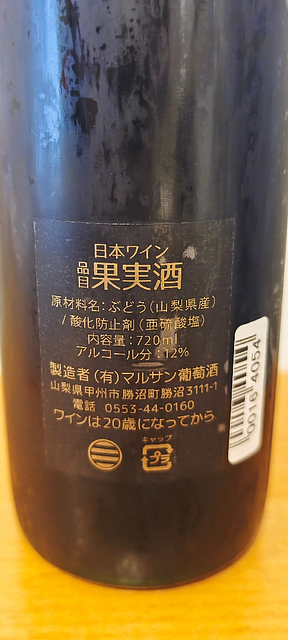 日本ワイン
品目 果実酒
原材料名：ぶどう（山梨県産）
/ 酸化防止剤（亜硫酸塩）
内容量：720ml
アルコール分：12%
製造者（有）マルサン葡萄酒
山梨県甲州市勝沼町勝沼3111-1
電話 0553-44-0160
ワインは20歳になってから
キャップ
プラ
0016 4054